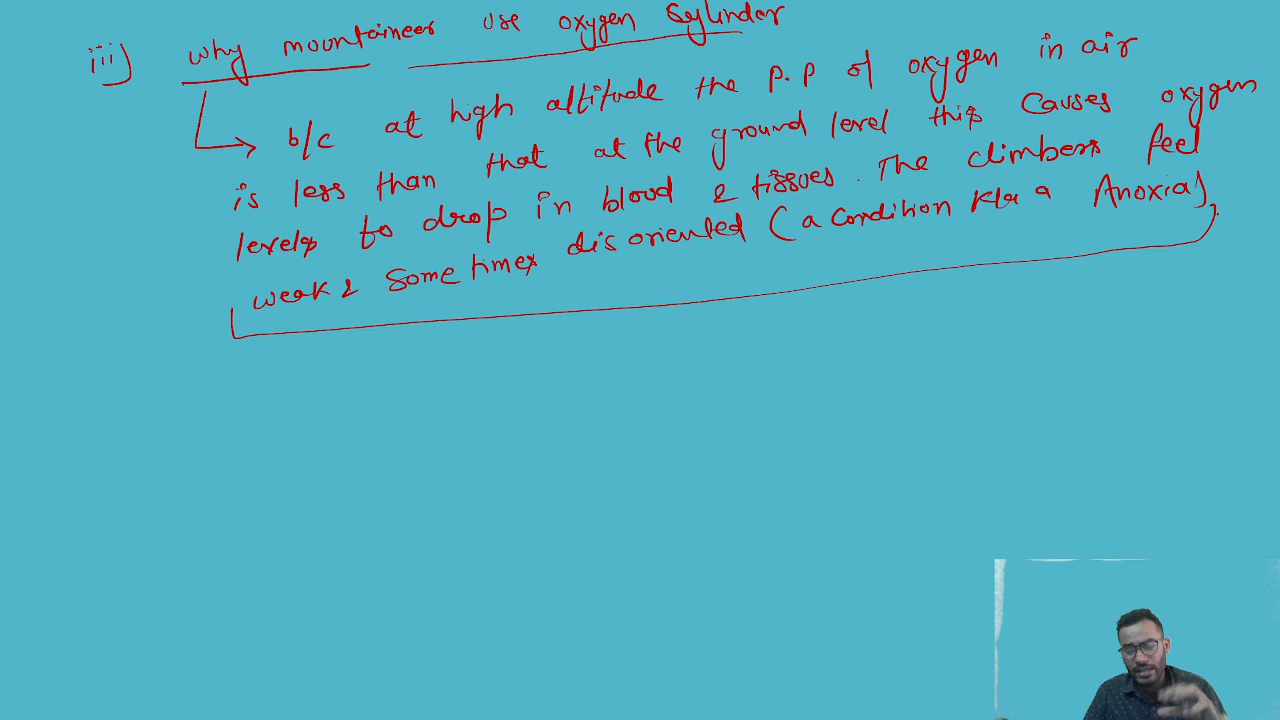 iii) why mountaineer use oxygen cylinder
b/c at high altitude the p.p of oxygen in air
is less than that at the ground level this causes oxygen
levels to drop in blood & tissues. The climbers feel
weak & sometimes disoriented (a condition k/a a Anoxia).